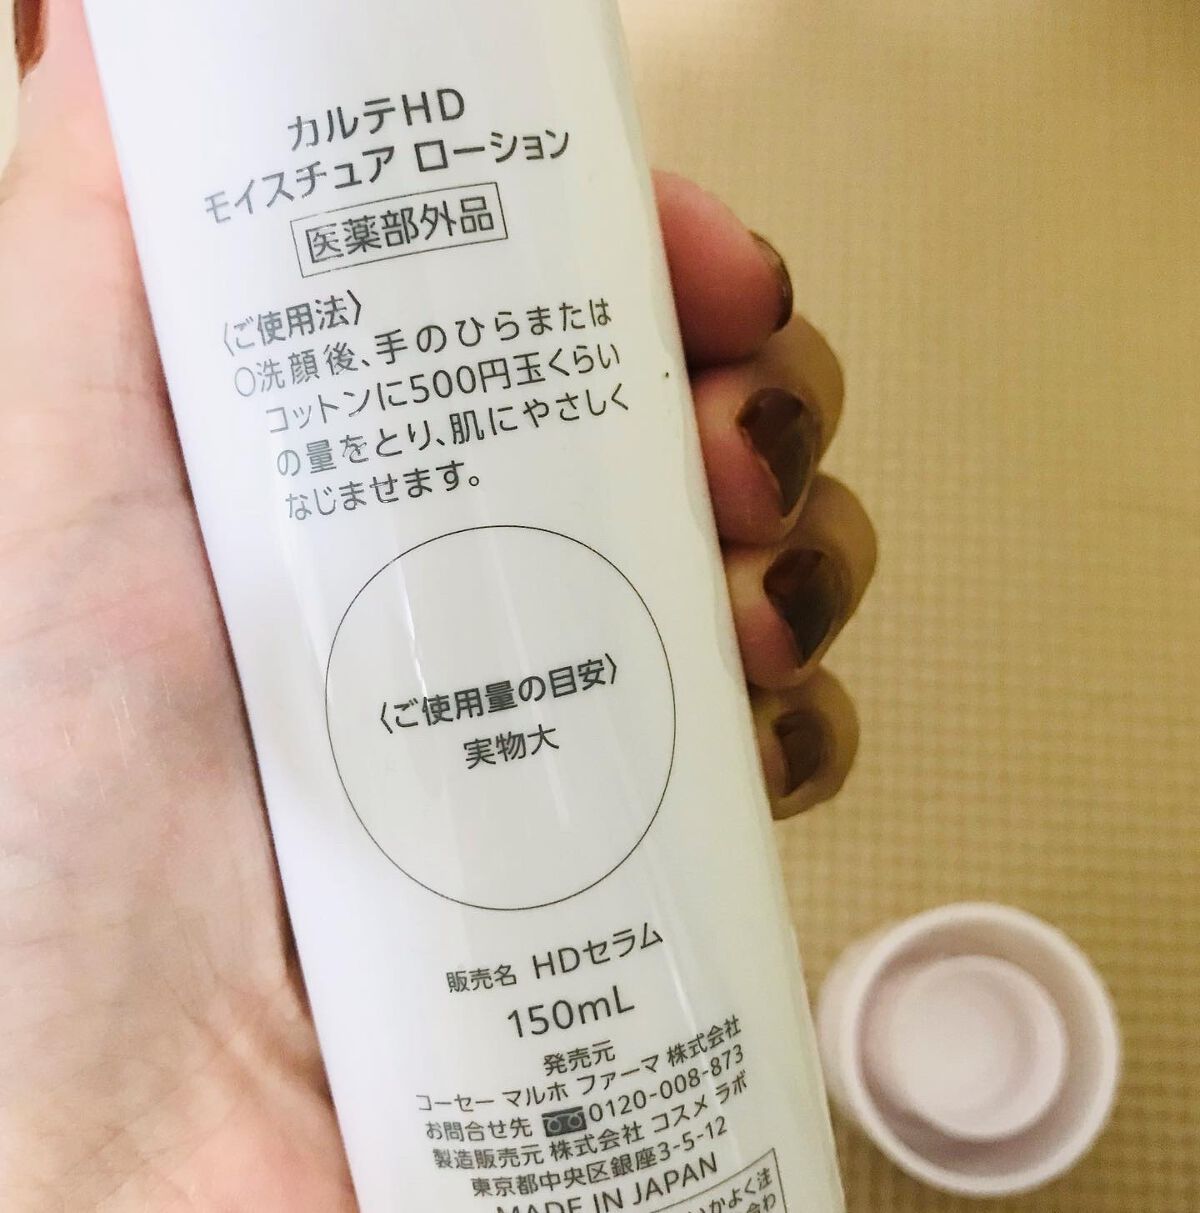 カルテHD
モイスチュア ローション
医薬部外品
〈ご使用法〉
○洗顔後、手のひらまたは
コットンに500円玉くらい
の量をとり、肌にやさしく
なじませます。
〈ご使用量の目安〉
実物大
販売名 HDセラム
150mL
発売元
コーセー マルホ ファーマ 株式会社
お問合せ先 0120-008-873
製造販売元 株式会社 コスメ ラボ
東京都中央区銀座3-5-12
MADE IN JAPAN
いかよく注
合わ